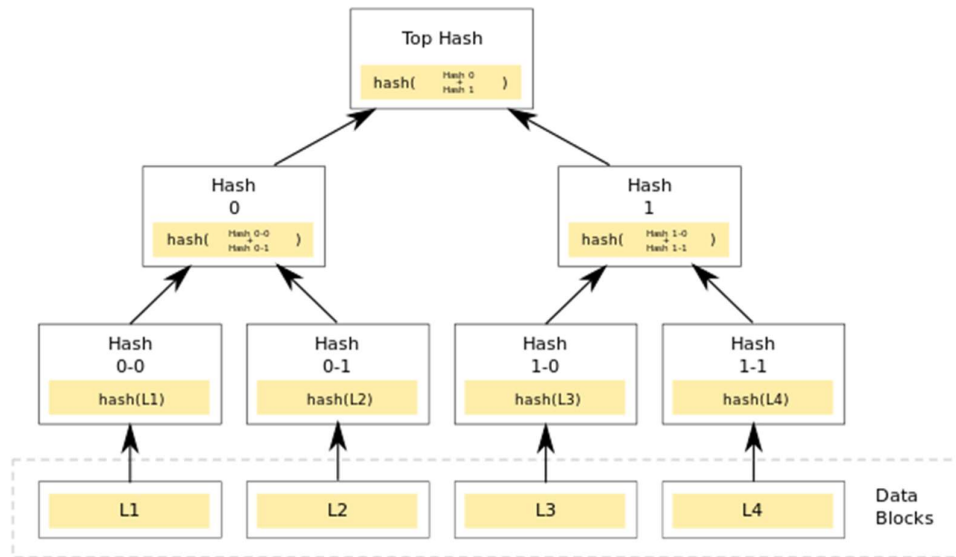 Top Hash
hash( Hash 0 + Hash 1 )
Hash
0
hash( Hash 0-0 + Hash 0-1 )
Hash
1
hash( Hash 1-0 + Hash 1-1 )
Hash
0-0
hash(L1)
Hash
0-1
hash(L2)
Hash
1-0
hash(L3)
Hash
1-1
hash(L4)
L1
L2
L3
L4
Data
Blocks